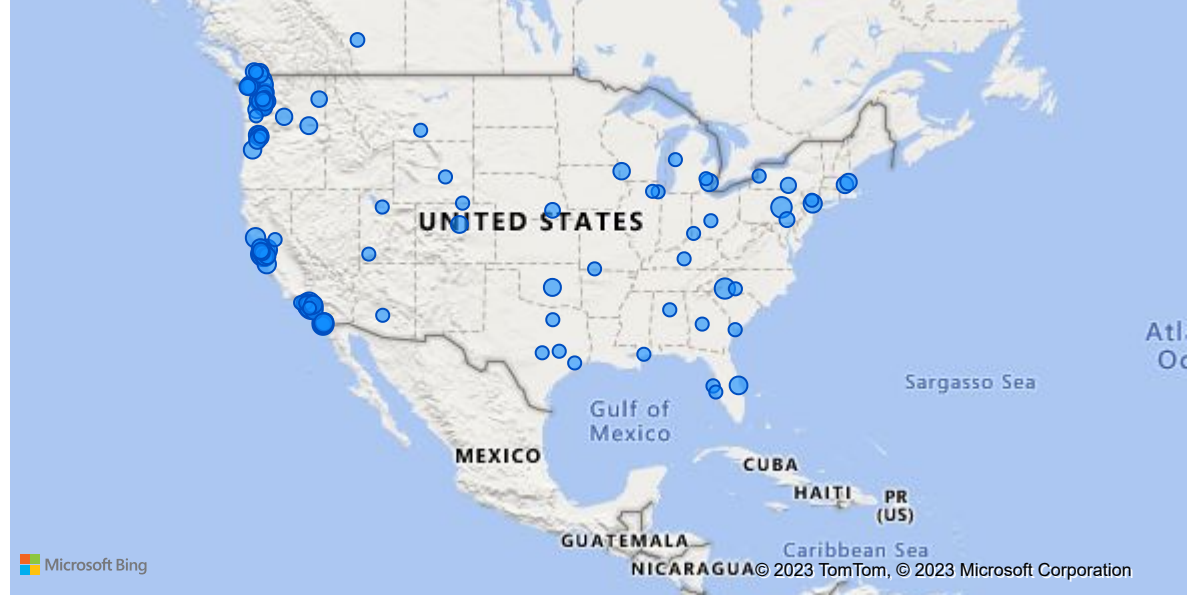 UNITED STATES
Atl
Oc
Sargasso Sea
Gulf of
Mexico
MEXICO
CUBA
HAITI
PR
(US)
GUATEMALA
Caribbean Sea
NICARAGUA
Microsoft Bing
© 2023 TomTom, © 2023 Microsoft Corporation